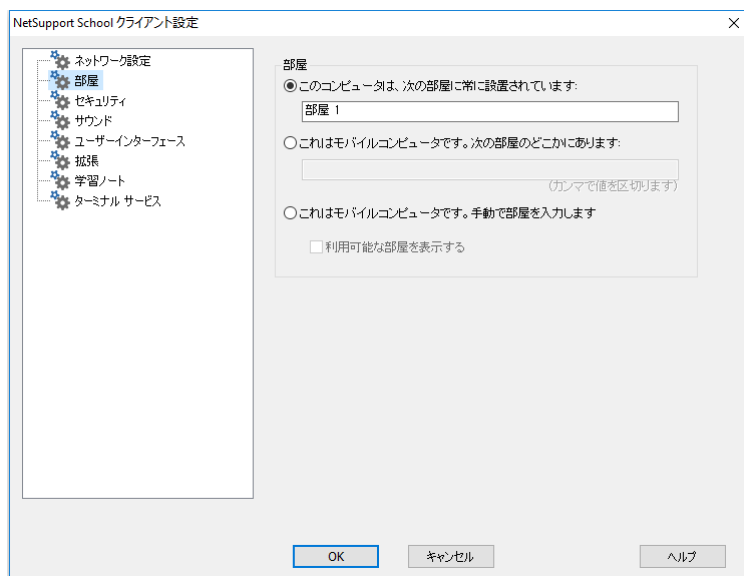 NetSupport School クライアント設定
ネットワーク設定
部屋
セキュリティ
サウンド
ユーザーインターフェース
拡張
学習ノート
ターミナル サービス
部屋
このコンピュータは、次の部屋に常に設置されています:
部屋 1
これはモバイルコンピュータです。次の部屋のどこかにあります:
(カンマで値を区切ります)
これはモバイルコンピュータです。手動で部屋を入力します
利用可能な部屋を表示する
OK
キャンセル
ヘルプ